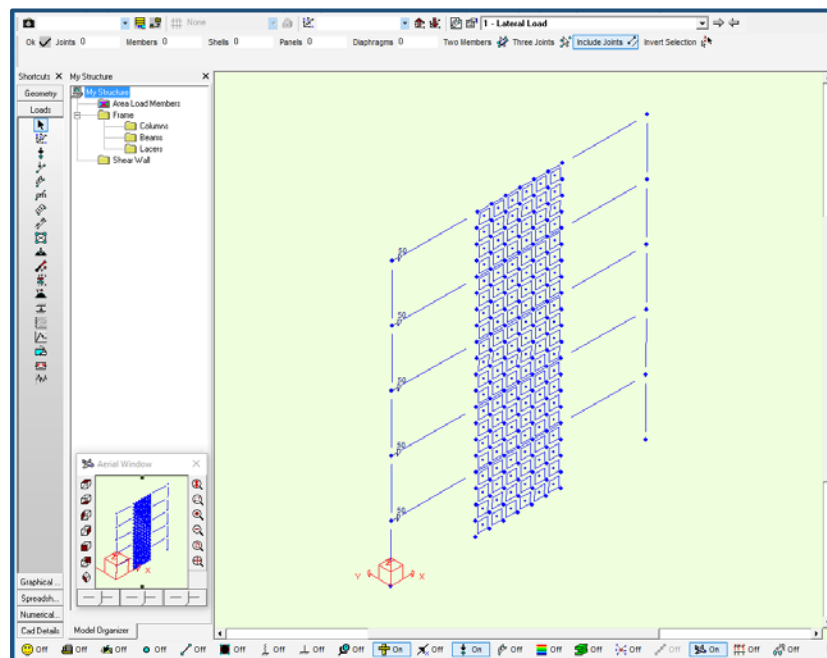 None
1 - Lateral Load
Ok Joints 0 Members 0 Shells 0 Panels 0 Diaphragms 0 Two Members Three Joints Include Joints Invert Selection
Shortcuts X My Structure X
Geometry
Loads
My Structure
Area Load Members
Frame
Columns
Beams
Lacers
Shear Wall
50
50
50
50
50
Aerial Window
Y X
Y X
Graphical ...
Spreadsh...
Numerical...
Cad Details
Model Organizer
Off Off Off Off Off Off Off Off Off On Off On Off Off Off Off Off On Off Off